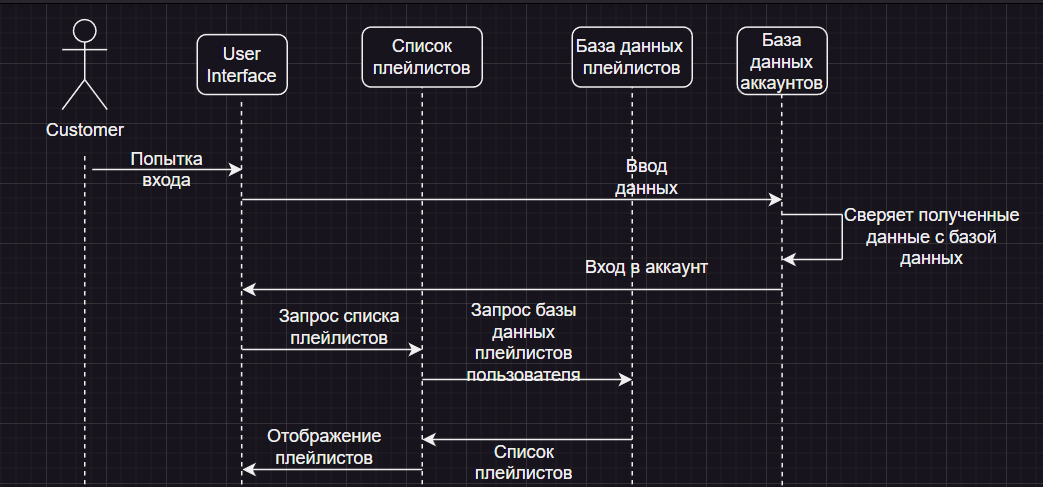 User
Interface
Список
плейлистов
База данных
плейлистов
База
данных
аккаунтов
Customer
Попытка
входа
Ввод
данных
Сверяет полученные
данные с базой
данных
Вход в аккаунт
Запрос списка
плейлистов
Запрос базы
данных
плейлистов
пользователя
Отображение
плейлистов
Список
плейлистов